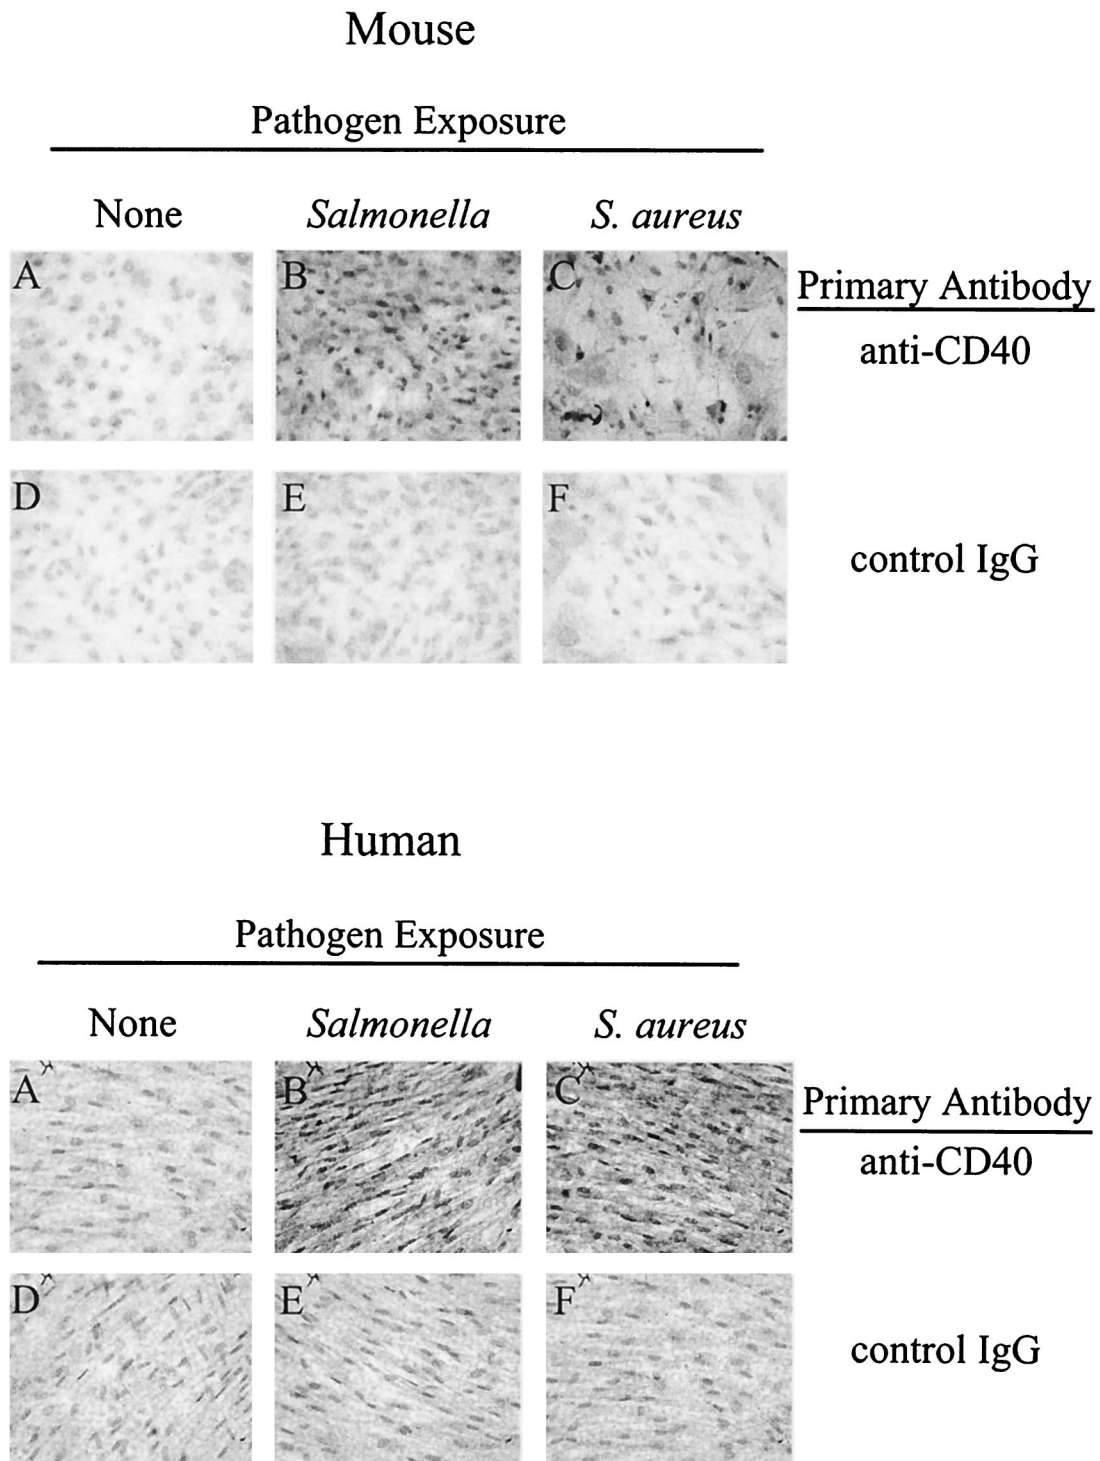 Mouse
Pathogen Exposure
None Salmonella S. aureus
A B C Primary Antibody
anti-CD40
D E F control IgG
Human
Pathogen Exposure
None Salmonella S. aureus
A B C Primary Antibody
anti-CD40
D E F control IgG